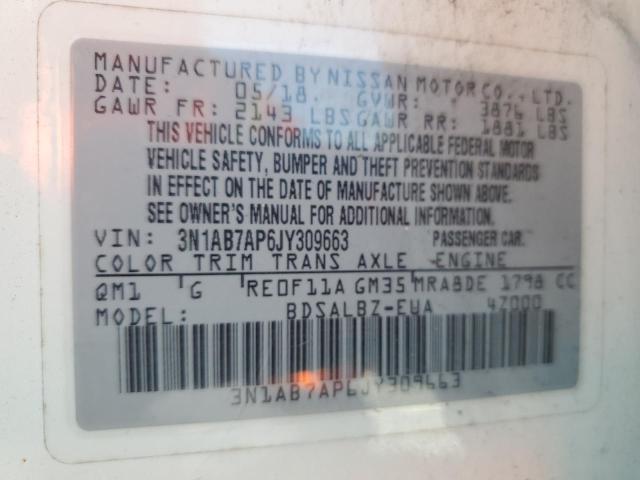 MANUFACTURED BY NISSAN MOTOR CO., LTD.
DATE: 05/18 GVWR: 3876 LBS
GAWR FR: 2143 LBS GAWR RR: 1881 LBS
THIS VEHICLE CONFORMS TO ALL APPLICABLE FEDERAL MOTOR
VEHICLE SAFETY, BUMPER AND THEFT PREVENTION STANDARDS
IN EFFECT ON THE DATE OF MANUFACTURE SHOWN ABOVE.
SEE OWNER'S MANUAL FOR ADDITIONAL INFORMATION.
VIN: 3N1AB7AP6JY309663 PASSENGER CAR.
COLOR TRIM TRANS AXLE ENGINE
QM1 G RE0F11A GM35 MRA8DE 1798 CC
MODEL: BDSALBZ-EUA 4Z000
3N1AB7AP6JY309663